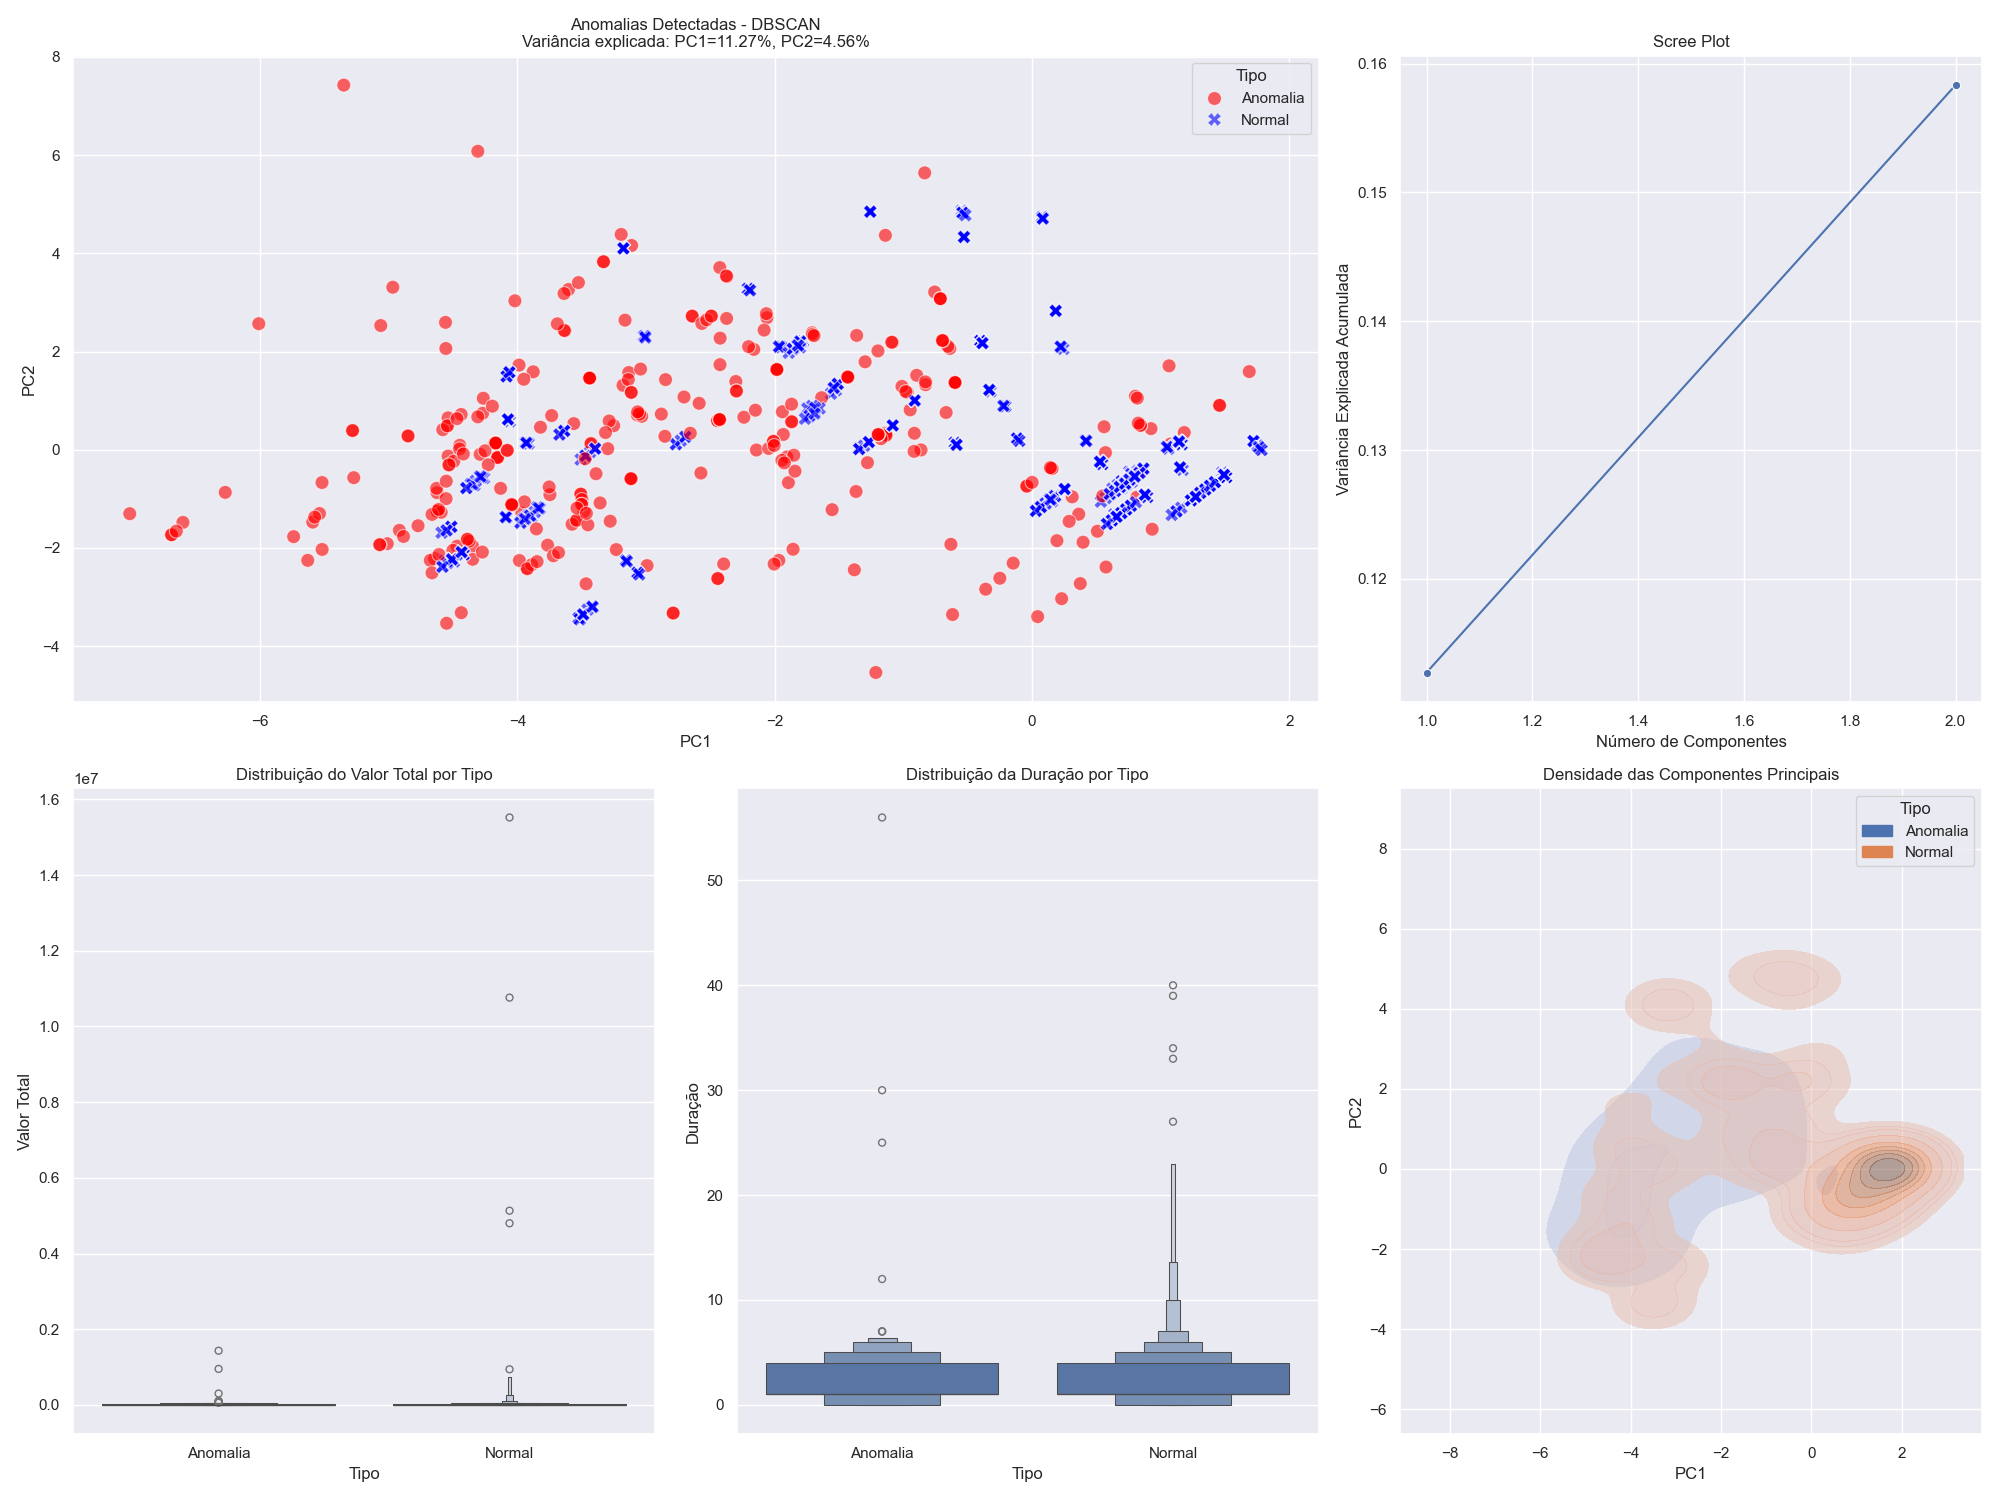 Anomalias Detectadas - DBSCAN
Variância explicada: PC1=11.27%, PC2=4.56%
8
6
4
2
0
−2
−4
PC2
−6
−4
−2
0
2
PC1
Tipo
Anomalia
Normal
Scree Plot
0.16
0.15
0.14
0.13
0.12
Variância Explicada Acumulada
1.0
1.2
1.4
1.6
1.8
2.0
Número de Componentes
Distribuição do Valor Total por Tipo
1e7
1.6
1.4
1.2
1.0
0.8
0.6
0.4
0.2
0.0
Valor Total
Anomalia
Normal
Tipo
Distribuição da Duração por Tipo
50
40
30
20
10
0
Duração
Anomalia
Normal
Tipo
Densidade das Componentes Principais
8
6
4
2
0
−2
−4
−6
PC2
−8
−6
−4
−2
0
2
PC1
Tipo
Anomalia
Normal